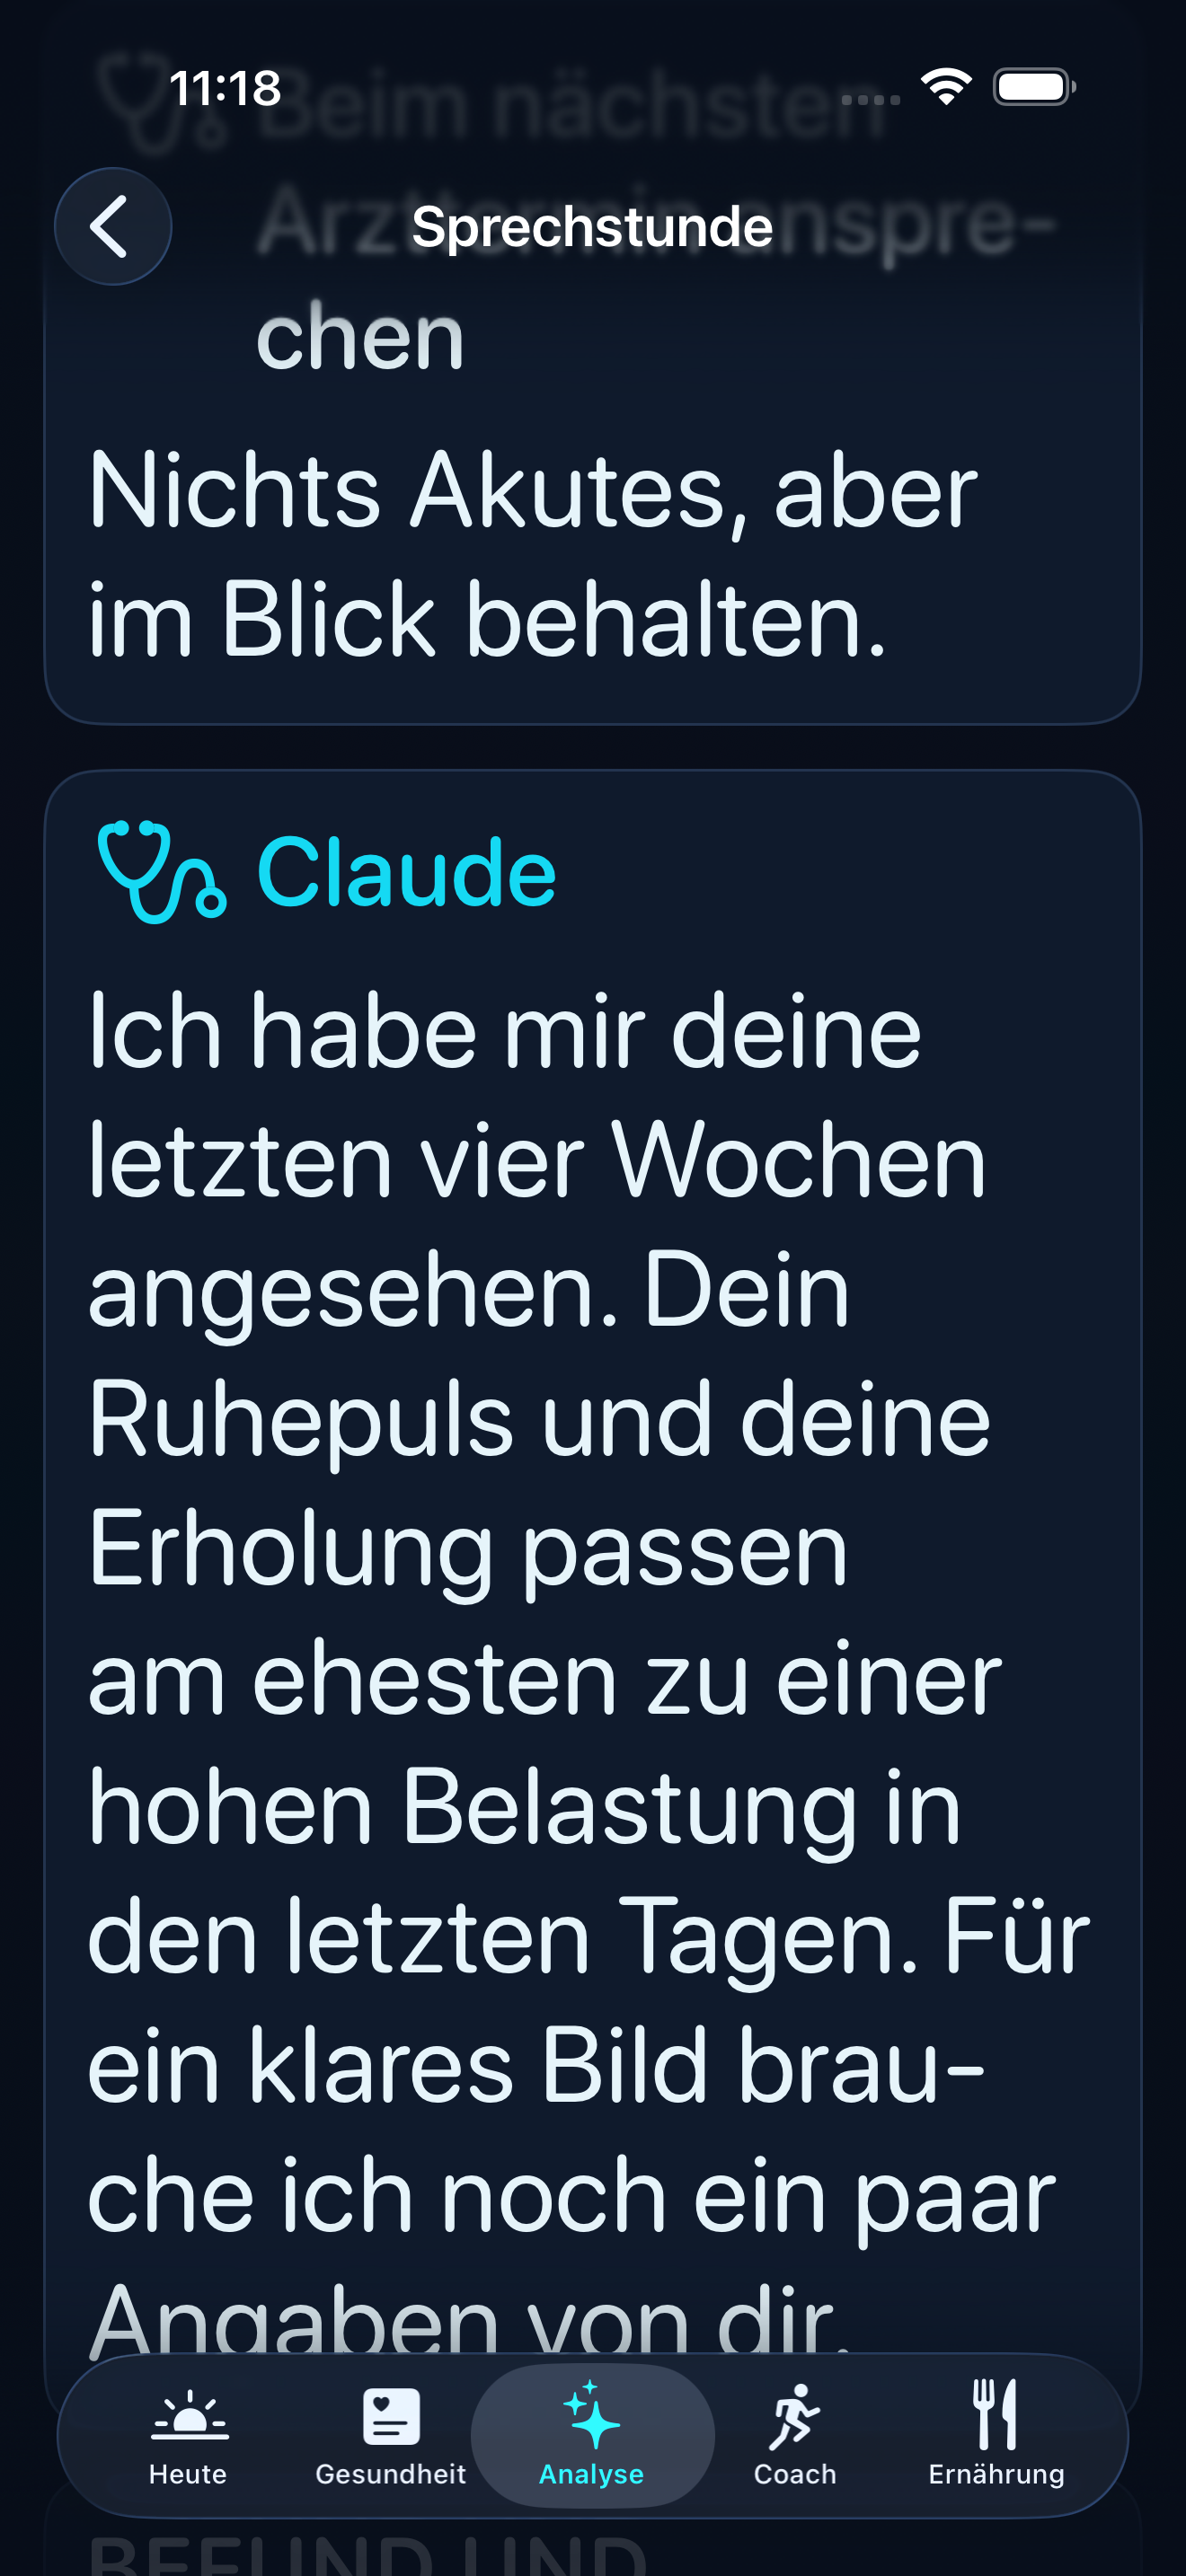 11:18
Beim nächsten
Sprechstunde
chen
Nichts Akutes, aber
im Blick behalten.
Claude
Ich habe mir deine
letzten vier Wochen
angesehen. Dein
Ruhepuls und deine
Erholung passen
am ehesten zu einer
hohen Belastung in
den letzten Tagen. Für
ein klares Bild brau-
che ich noch ein paar
Angaben von dir.
Heute
Gesundheit
Analyse
Coach
Ernährung
BEFUND UND